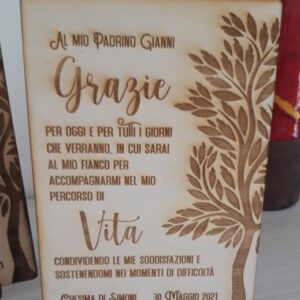 Al mio Padrino Gianni
Grazie
per oggi e per tutti i giorni
che verranno, in cui sarai
al mio fianco per
accompagnarmi nel mio
percorso di
Vita
condividendo le mie soddisfazioni e
sostenendomi nei momenti di difficoltà
Cresima di Simone 30 Maggio 2021